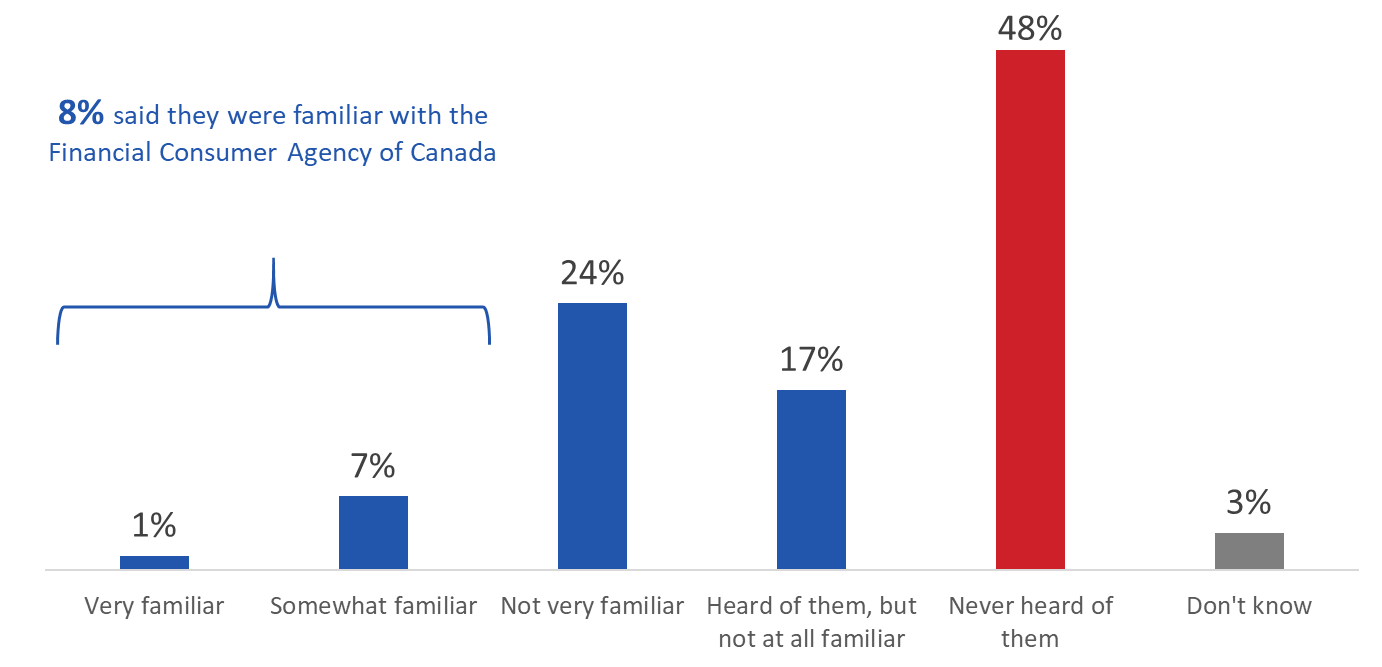 48%
8% said they were familiar with the
Financial Consumer Agency of Canada
24%
17%
7%
3%
1%
Very familiar
Somewhat familiar
Not very familiar
Heard of them, but
not at all familiar
Never heard of
them
Don't know